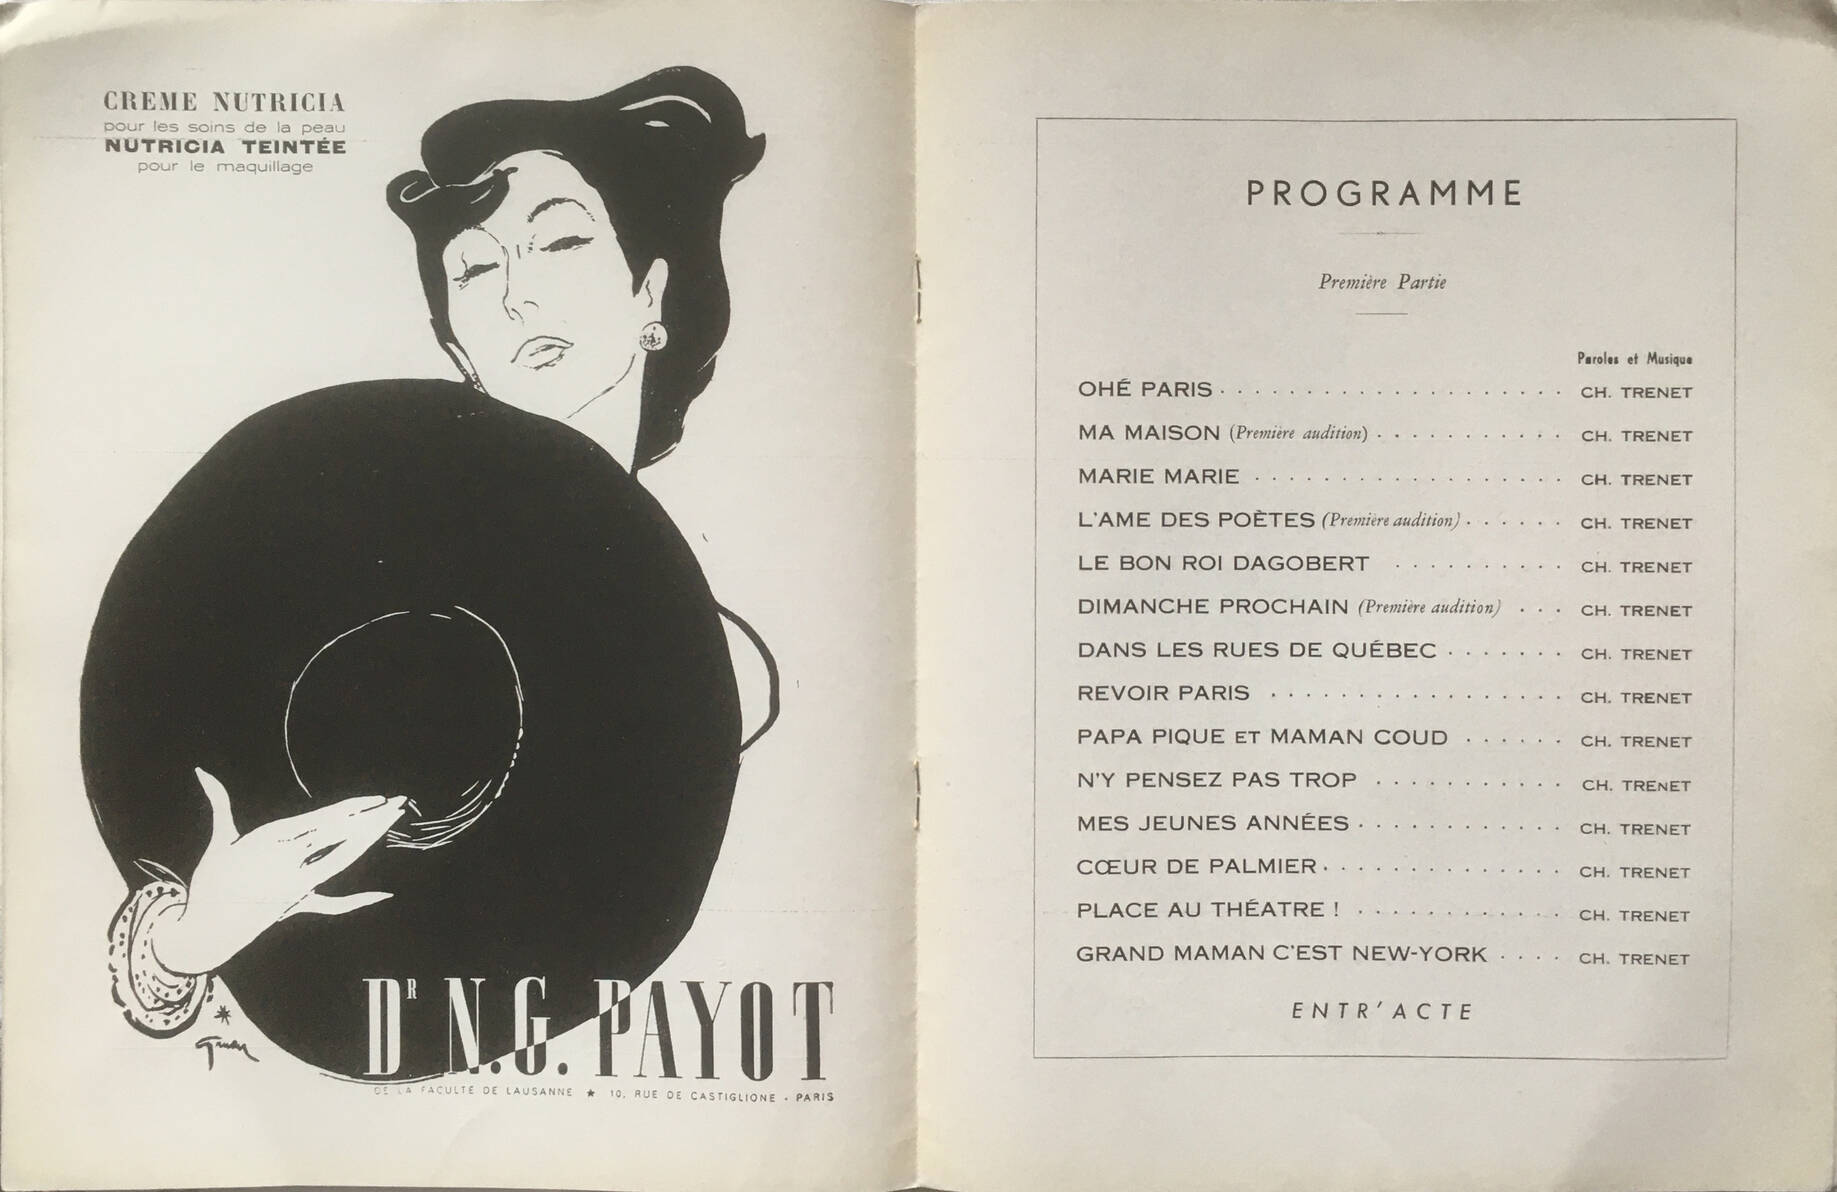 CREME NUTRICIA
pour les soins de la peau
NUTRICIA TEINTÉE
pour le maquillage
Gruau
DR N.G. PAYOT
DE LA FACULTÉ DE LAUSANNE ★ 10, RUE DE CASTIGLIONE - PARIS
PROGRAMME
Première Partie
Paroles et Musique
OHÉ PARIS . . . . . . . . . . . . . . . . . . . . CH. TRENET
MA MAISON (Première audition) . . . . . . . . . . . CH. TRENET
MARIE MARIE . . . . . . . . . . . . . . . . . . CH. TRENET
L'AME DES POÈTES (Première audition) . . . . . . CH. TRENET
LE BON ROI DAGOBERT . . . . . . . . . . CH. TRENET
DIMANCHE PROCHAIN (Première audition) . . . CH. TRENET
DANS LES RUES DE QUÉBEC . . . . . . . CH. TRENET
REVOIR PARIS . . . . . . . . . . . . . . . . . CH. TRENET
PAPA PIQUE ET MAMAN COUD . . . . . . CH. TRENET
N'Y PENSEZ PAS TROP . . . . . . . . . . . CH. TRENET
MES JEUNES ANNÉES . . . . . . . . . . . . CH. TRENET
CŒUR DE PALMIER . . . . . . . . . . . . . . CH. TRENET
PLACE AU THÉATRE ! . . . . . . . . . . . . CH. TRENET
GRAND MAMAN C'EST NEW-YORK . . . . CH. TRENET
ENTR'ACTE